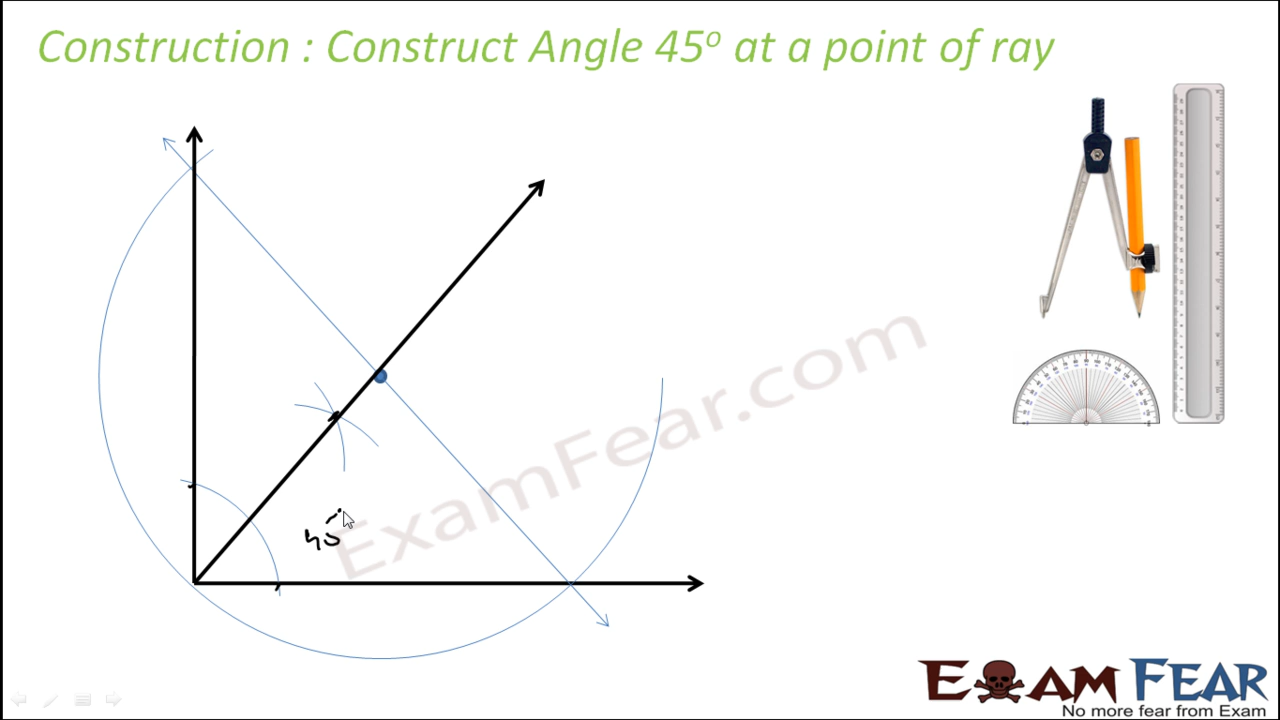 Construction : Construct Angle 45º at a point of ray
ExamFear.com
45
EXAM FEAR
No more fear from Exam